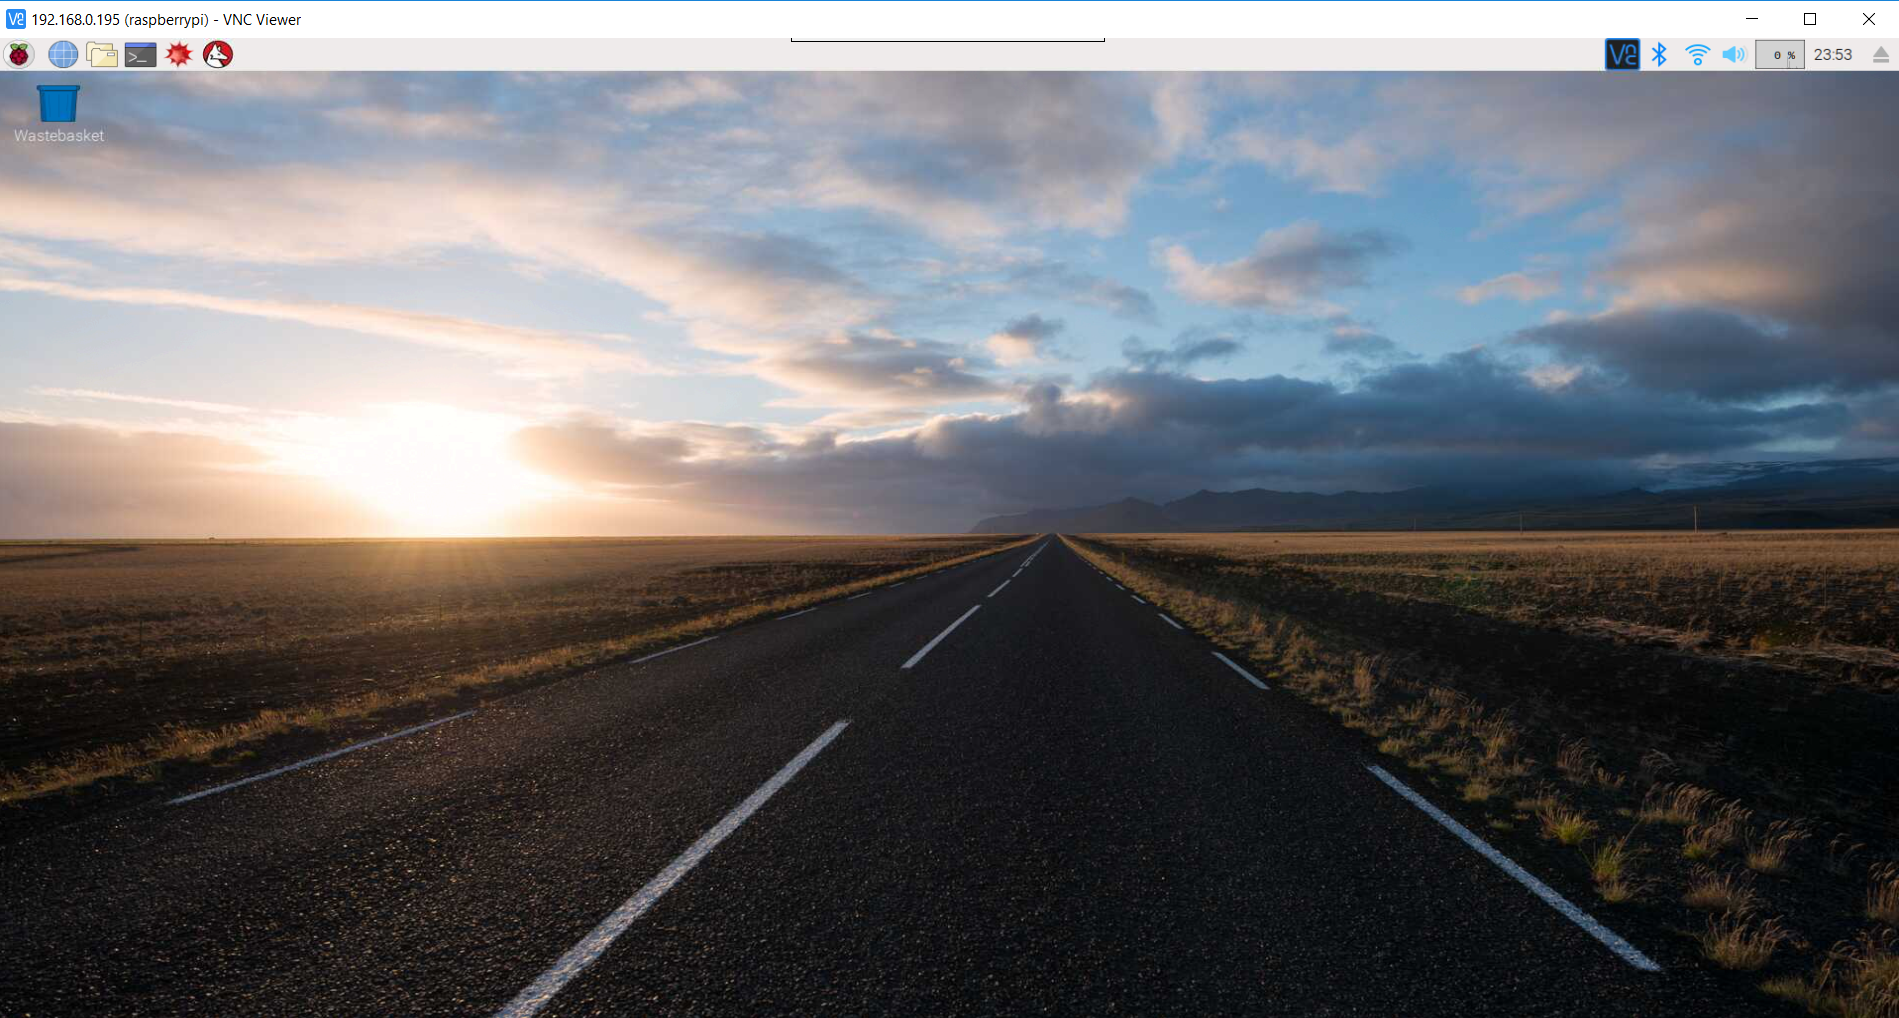 192.168.0.195 (raspberrypi) - VNC Viewer
0 %
23:53
Wastebasket